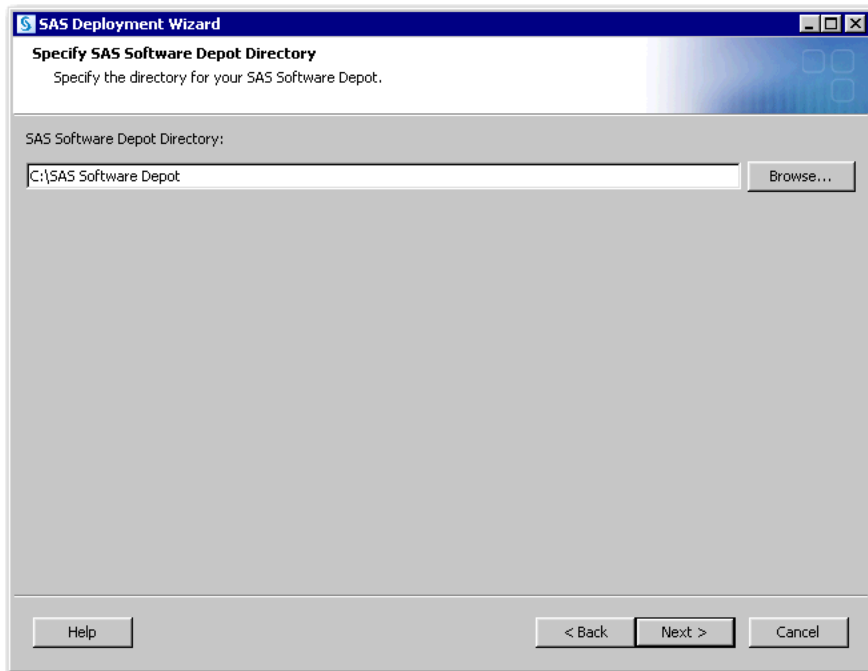 SAS Deployment Wizard
Specify SAS Software Depot Directory
Specify the directory for your SAS Software Depot.
SAS Software Depot Directory:
C:\SAS Software Depot
Browse...
Help
< Back
Next >
Cancel